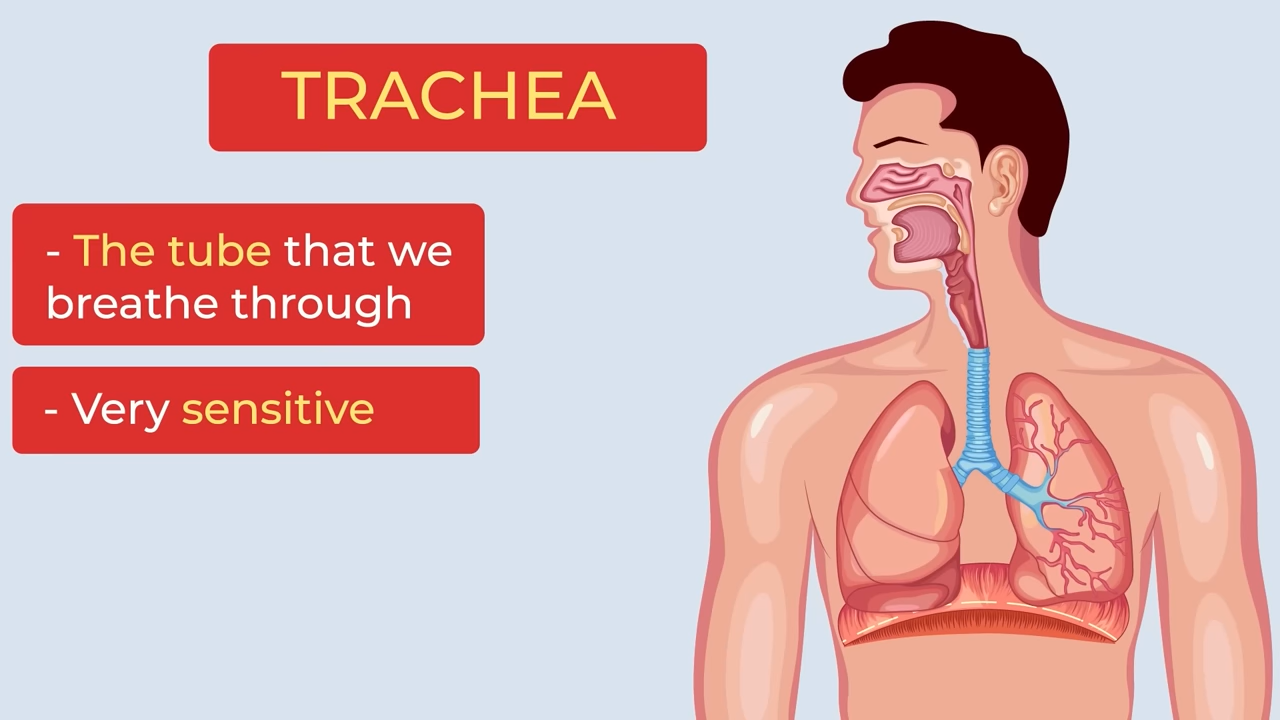 TRACHEA
- The tube that we
breathe through
- Very sensitive